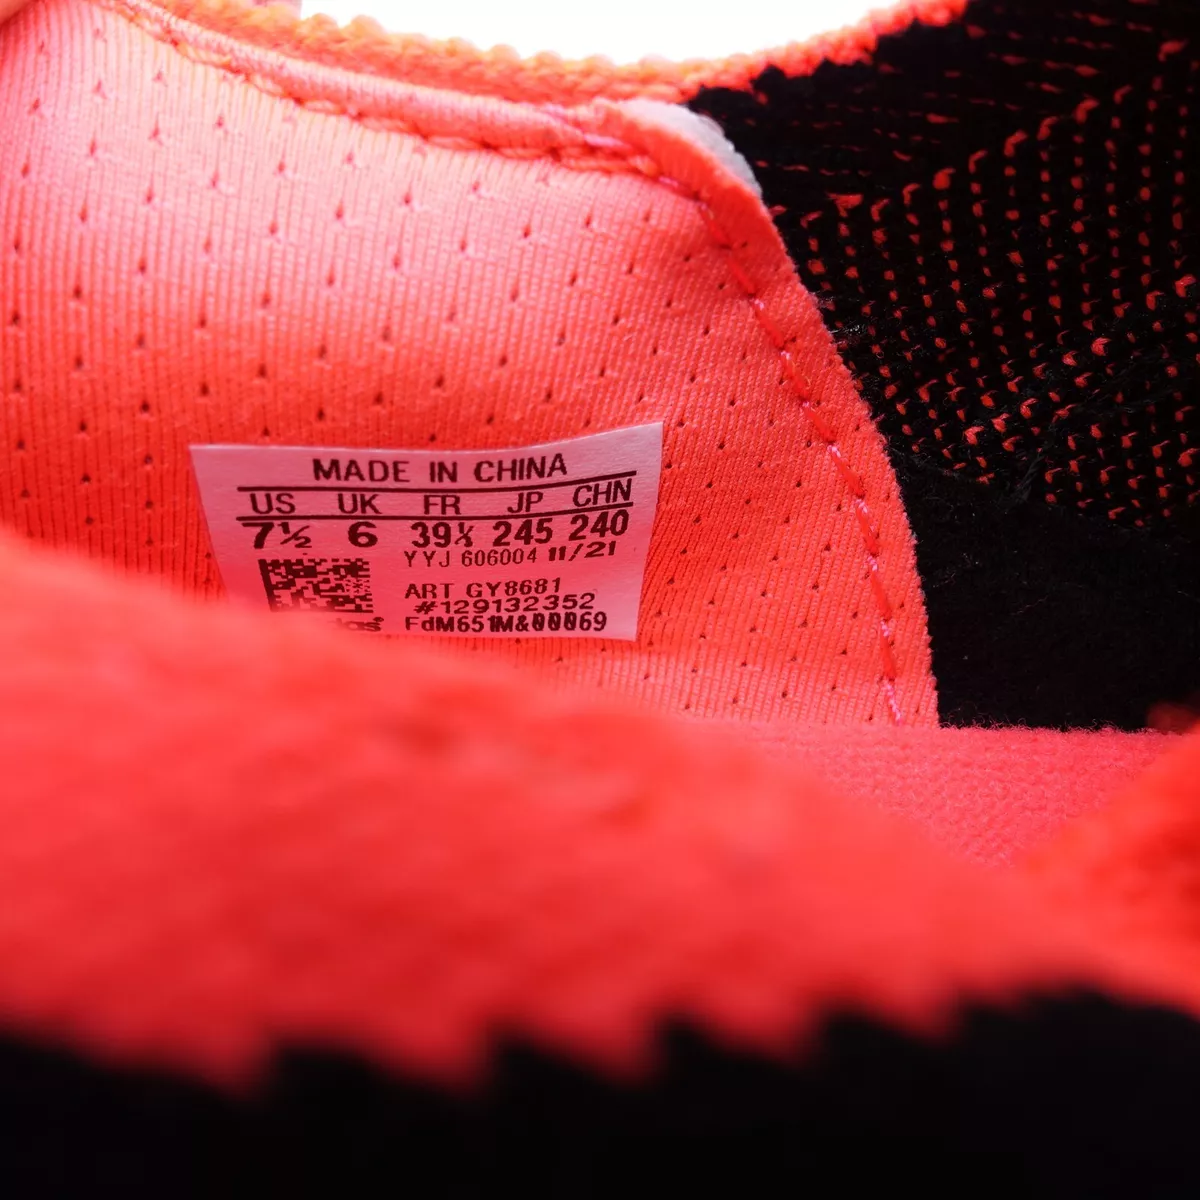 MADE IN CHINA
US UK FR JP CHN
7½ 6 39⅓ 245 240
YYJ 606004 11/21
ART GY8681
#129132352
FdM651M&00069